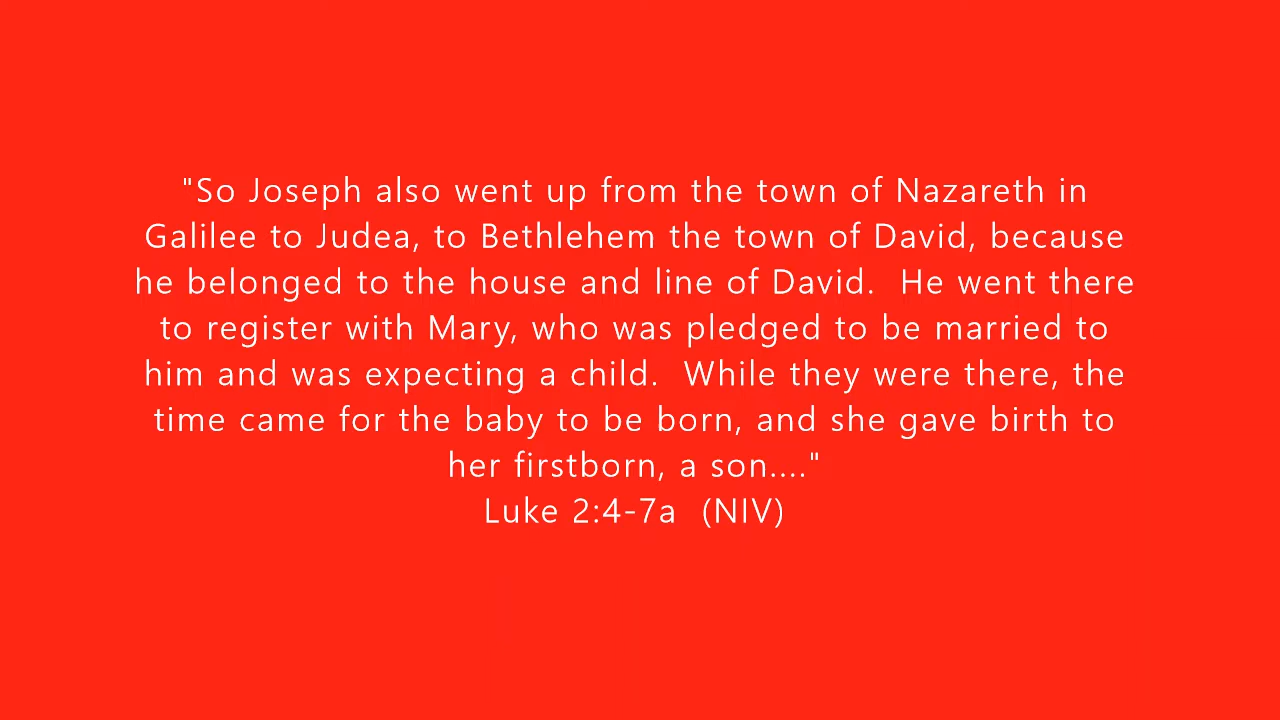 "So Joseph also went up from the town of Nazareth in
Galilee to Judea, to Bethlehem the town of David, because
he belonged to the house and line of David.  He went there
to register with Mary, who was pledged to be married to
him and was expecting a child.  While they were there, the
time came for the baby to be born, and she gave birth to
her firstborn, a son...."
Luke 2:4-7a  (NIV)